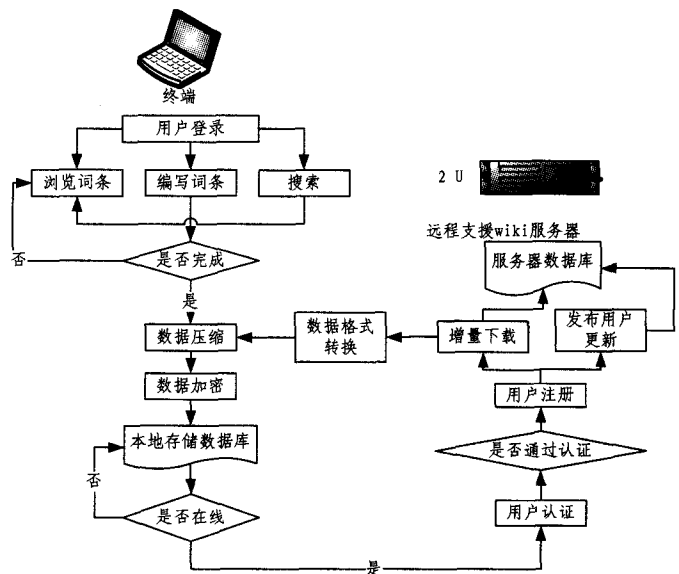 终端
用户登录
浏览词条
编写词条
搜索
2 U
远程支援wiki服务器
服务器数据库
否
是否完成
是
数据压缩
数据格式
转换
增量下载
发布用户
更新
数据加密
用户注册
本地存储数据库
是否通过认证
否
是否在线
用户认证
是